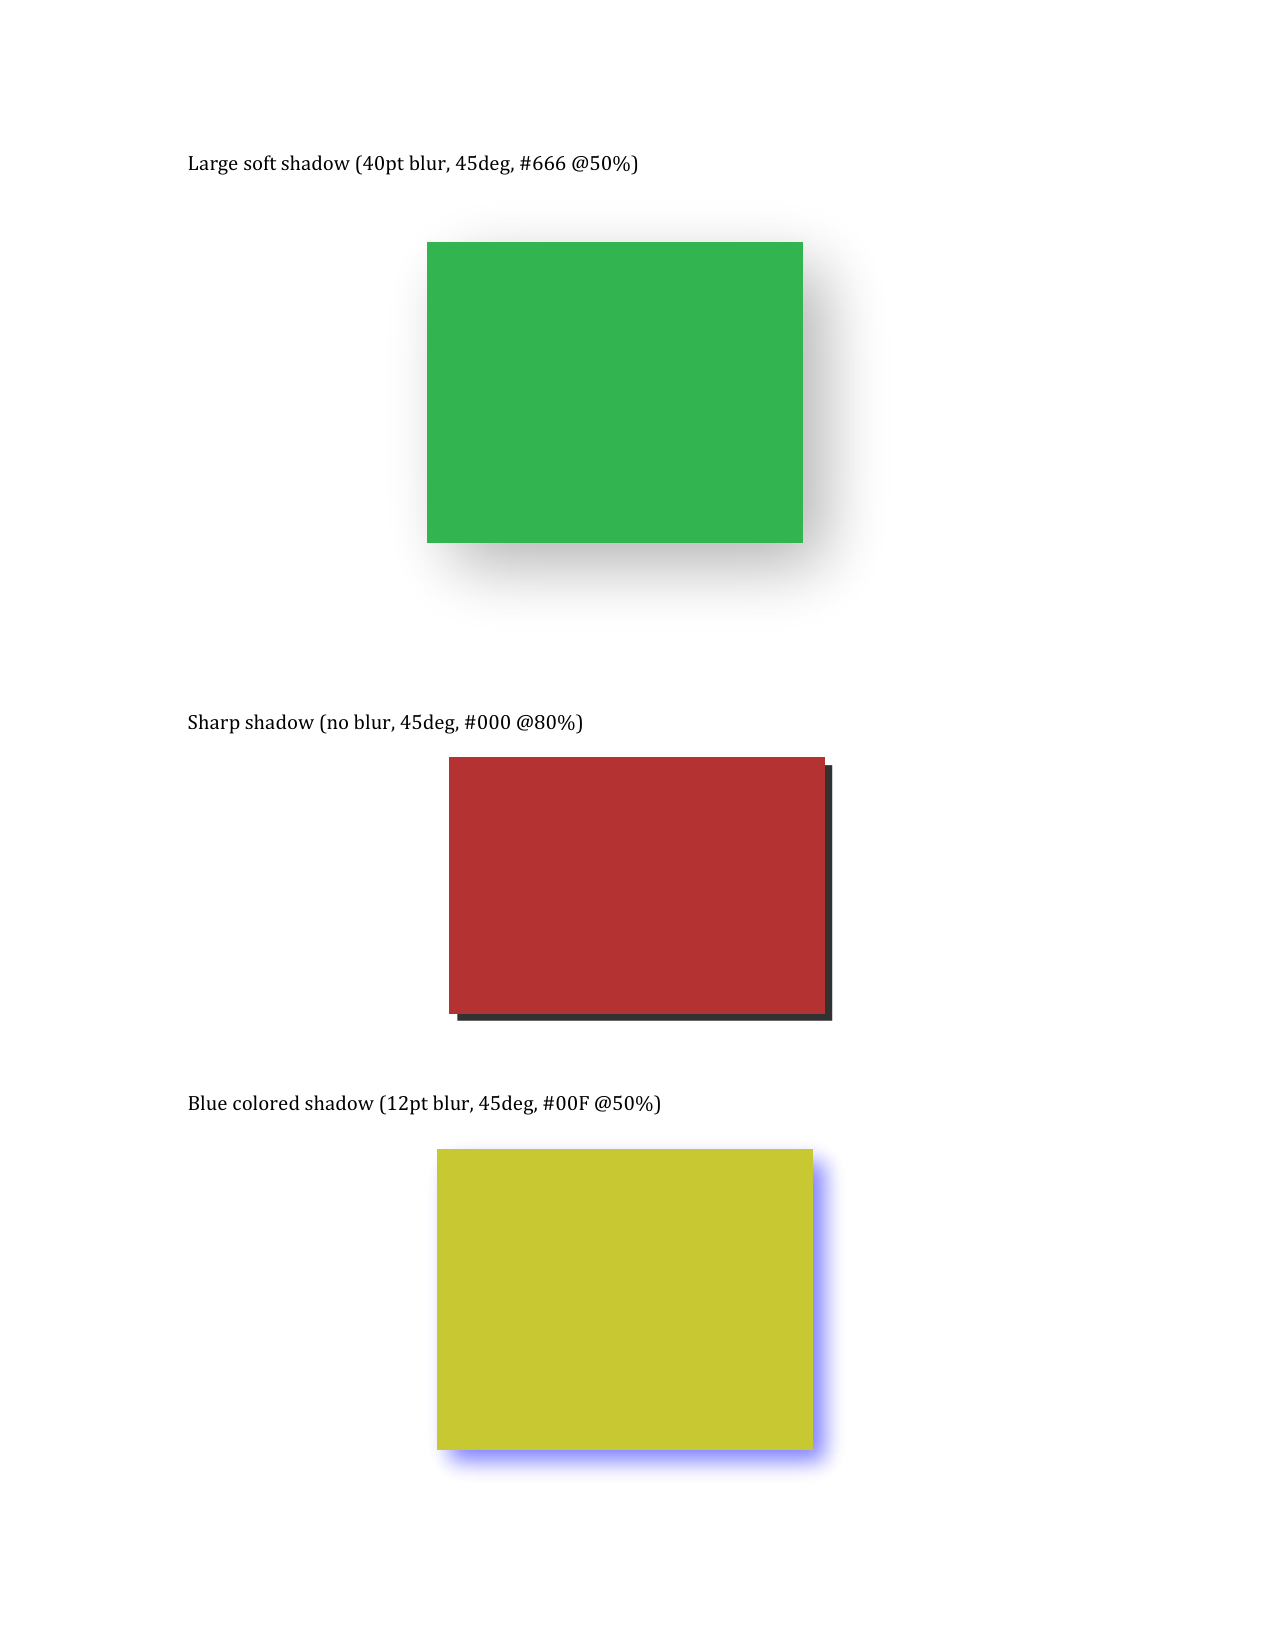 Large soft shadow (40pt blur, 45deg, #666 @50%)
Sharp shadow (no blur, 45deg, #000 @80%)
Blue colored shadow (12pt blur, 45deg, #00F @50%)